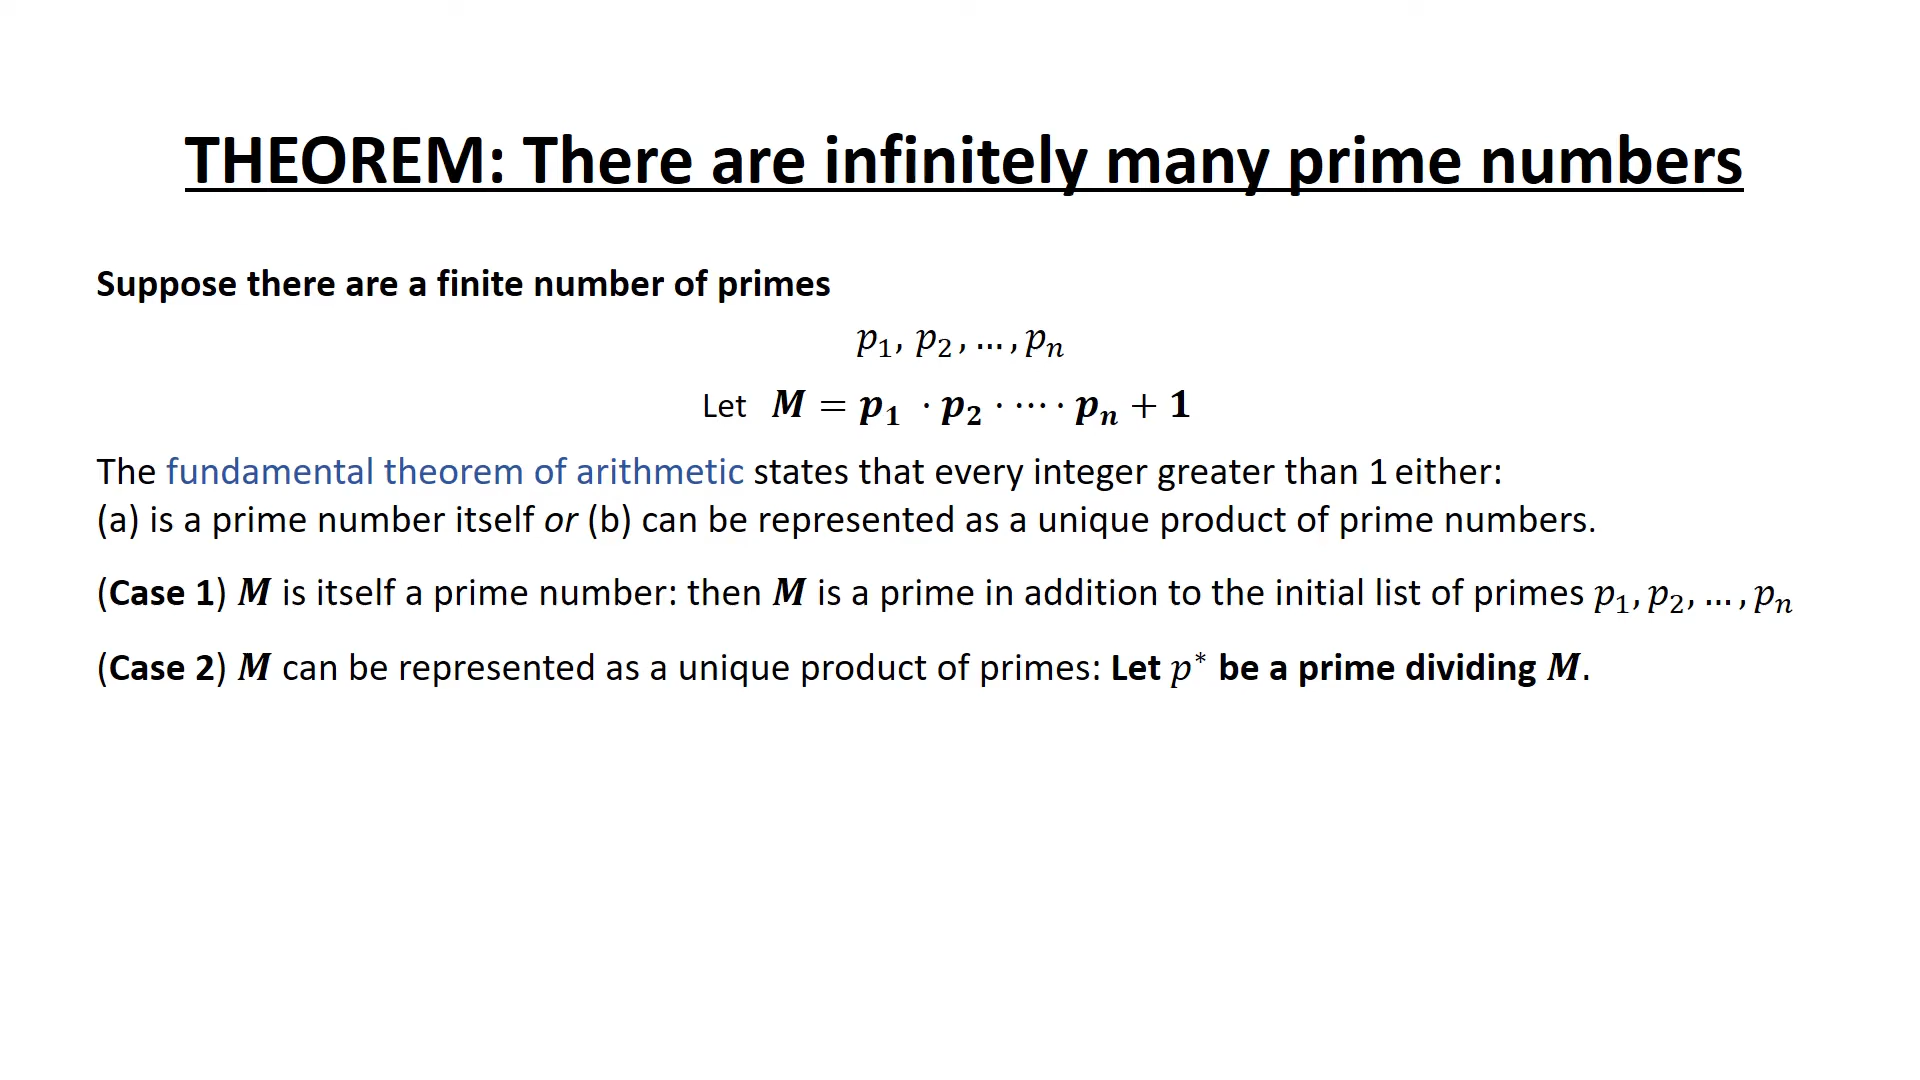 THEOREM: There are infinitely many prime numbers
Suppose there are a finite number of primes
p₁, p₂, …, pₙ
Let M = p₁ · p₂ · ⋯ · pₙ + 1
The fundamental theorem of arithmetic states that every integer greater than 1 either:
(a) is a prime number itself or (b) can be represented as a unique product of prime numbers.
(Case 1) M is itself a prime number: then M is a prime in addition to the initial list of primes p₁, p₂, …, pₙ
(Case 2) M can be represented as a unique product of primes: Let p* be a prime dividing M.